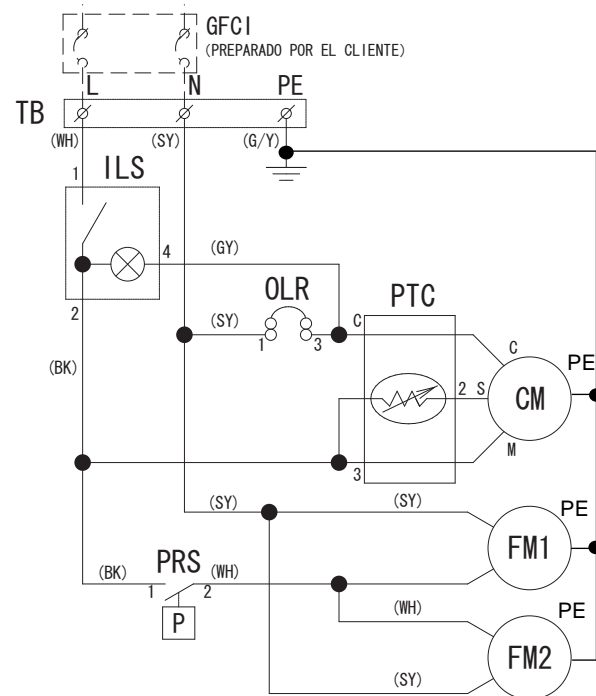 GFCI
(PREPARADO POR EL CLIENTE)
L N PE
TB
(WH) (SY) (G/Y)
1 ILS
4 (GY)
2
OLR PTC
(SY) 1 3 C
C
(BK)
2 S CM PE
M
3
(SY) (SY) PE
FM1
PRS
(BK) 1 2 (WH)
P
(WH) PE
FM2
(SY)